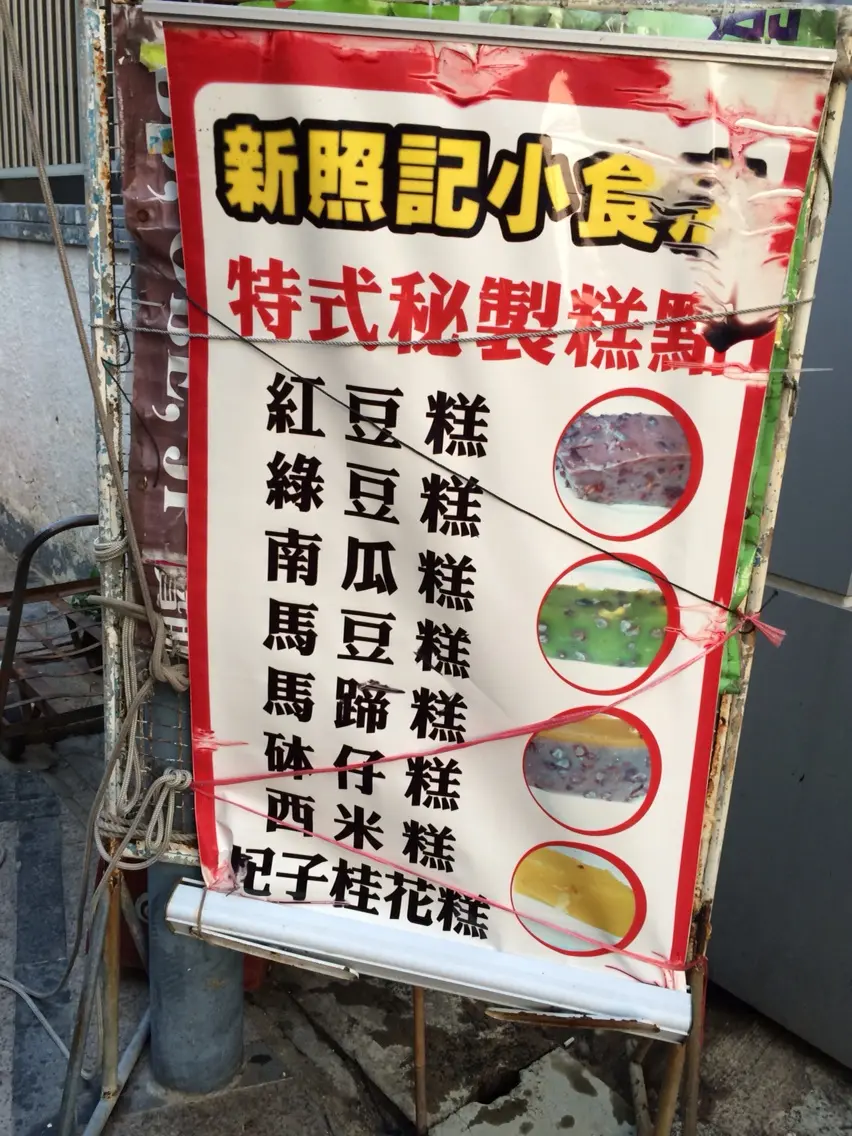 新照記小食
特式秘製糕點
紅豆糕
綠豆糕
南瓜糕
馬豆糕
馬蹄糕
砵仔糕
西米糕
杞子桂花糕